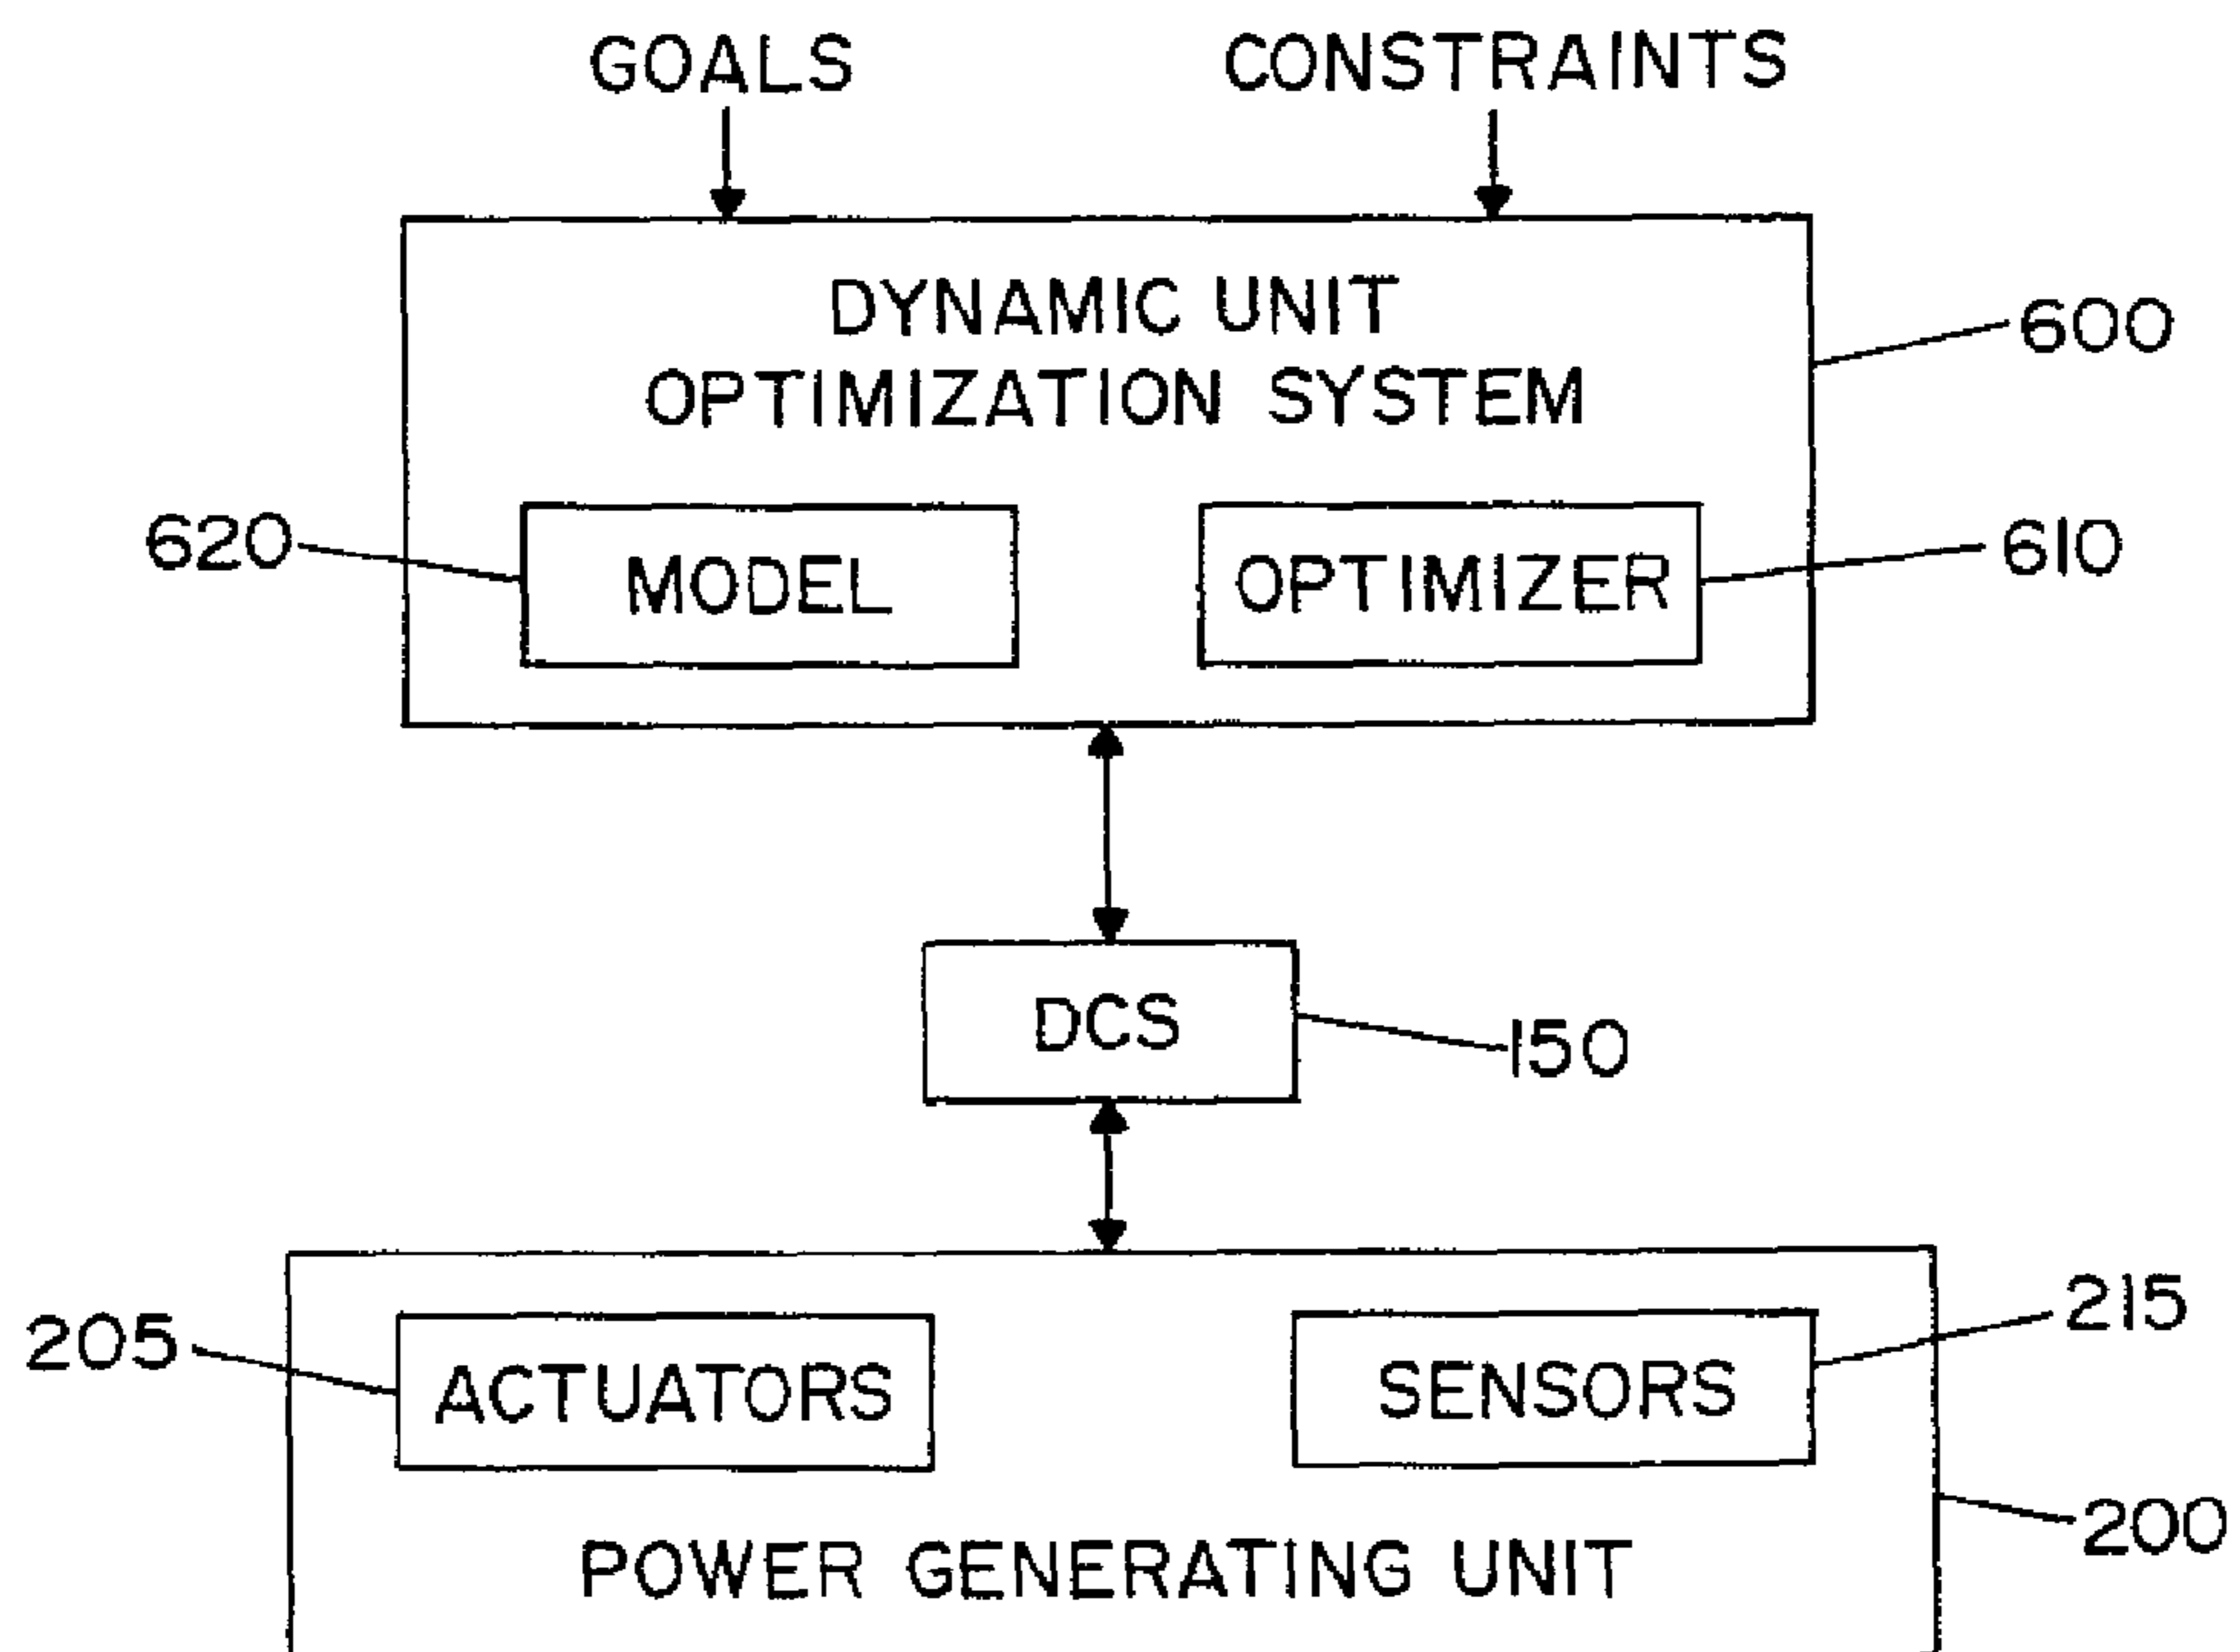 GOALS CONSTRAINTS
DYNAMIC UNIT
OPTIMIZATION SYSTEM
600
620
MODEL
OPTIMIZER
610
DCS
150
205
ACTUATORS
SENSORS
215
POWER GENERATING UNIT
200